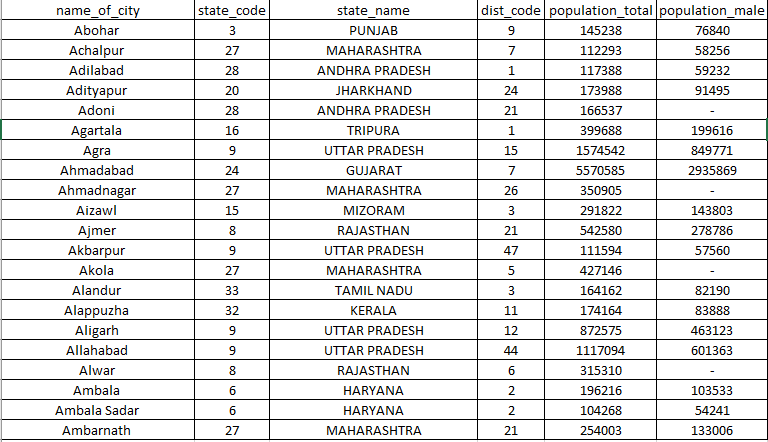 name_of_city state_code state_name dist_code population_total population_male
Abohar 3 PUNJAB 9 145238 76840
Achalpur 27 MAHARASHTRA 7 112293 58256
Adilabad 28 ANDHRA PRADESH 1 117388 59232
Adityapur 20 JHARKHAND 24 173988 91495
Adoni 28 ANDHRA PRADESH 21 166537 -
Agartala 16 TRIPURA 1 399688 199616
Agra 9 UTTAR PRADESH 15 1574542 849771
Ahmadabad 24 GUJARAT 7 5570585 2935869
Ahmadnagar 27 MAHARASHTRA 26 350905 -
Aizawl 15 MIZORAM 3 291822 143803
Ajmer 8 RAJASTHAN 21 542580 278786
Akbarpur 9 UTTAR PRADESH 47 111594 57560
Akola 27 MAHARASHTRA 5 427146 -
Alandur 33 TAMIL NADU 3 164162 82190
Alappuzha 32 KERALA 11 174164 83888
Aligarh 9 UTTAR PRADESH 12 872575 463123
Allahabad 9 UTTAR PRADESH 44 1117094 601363
Alwar 8 RAJASTHAN 6 315310 -
Ambala 6 HARYANA 2 196216 103533
Ambala Sadar 6 HARYANA 2 104268 54241
Ambarnath 27 MAHARASHTRA 21 254003 133006